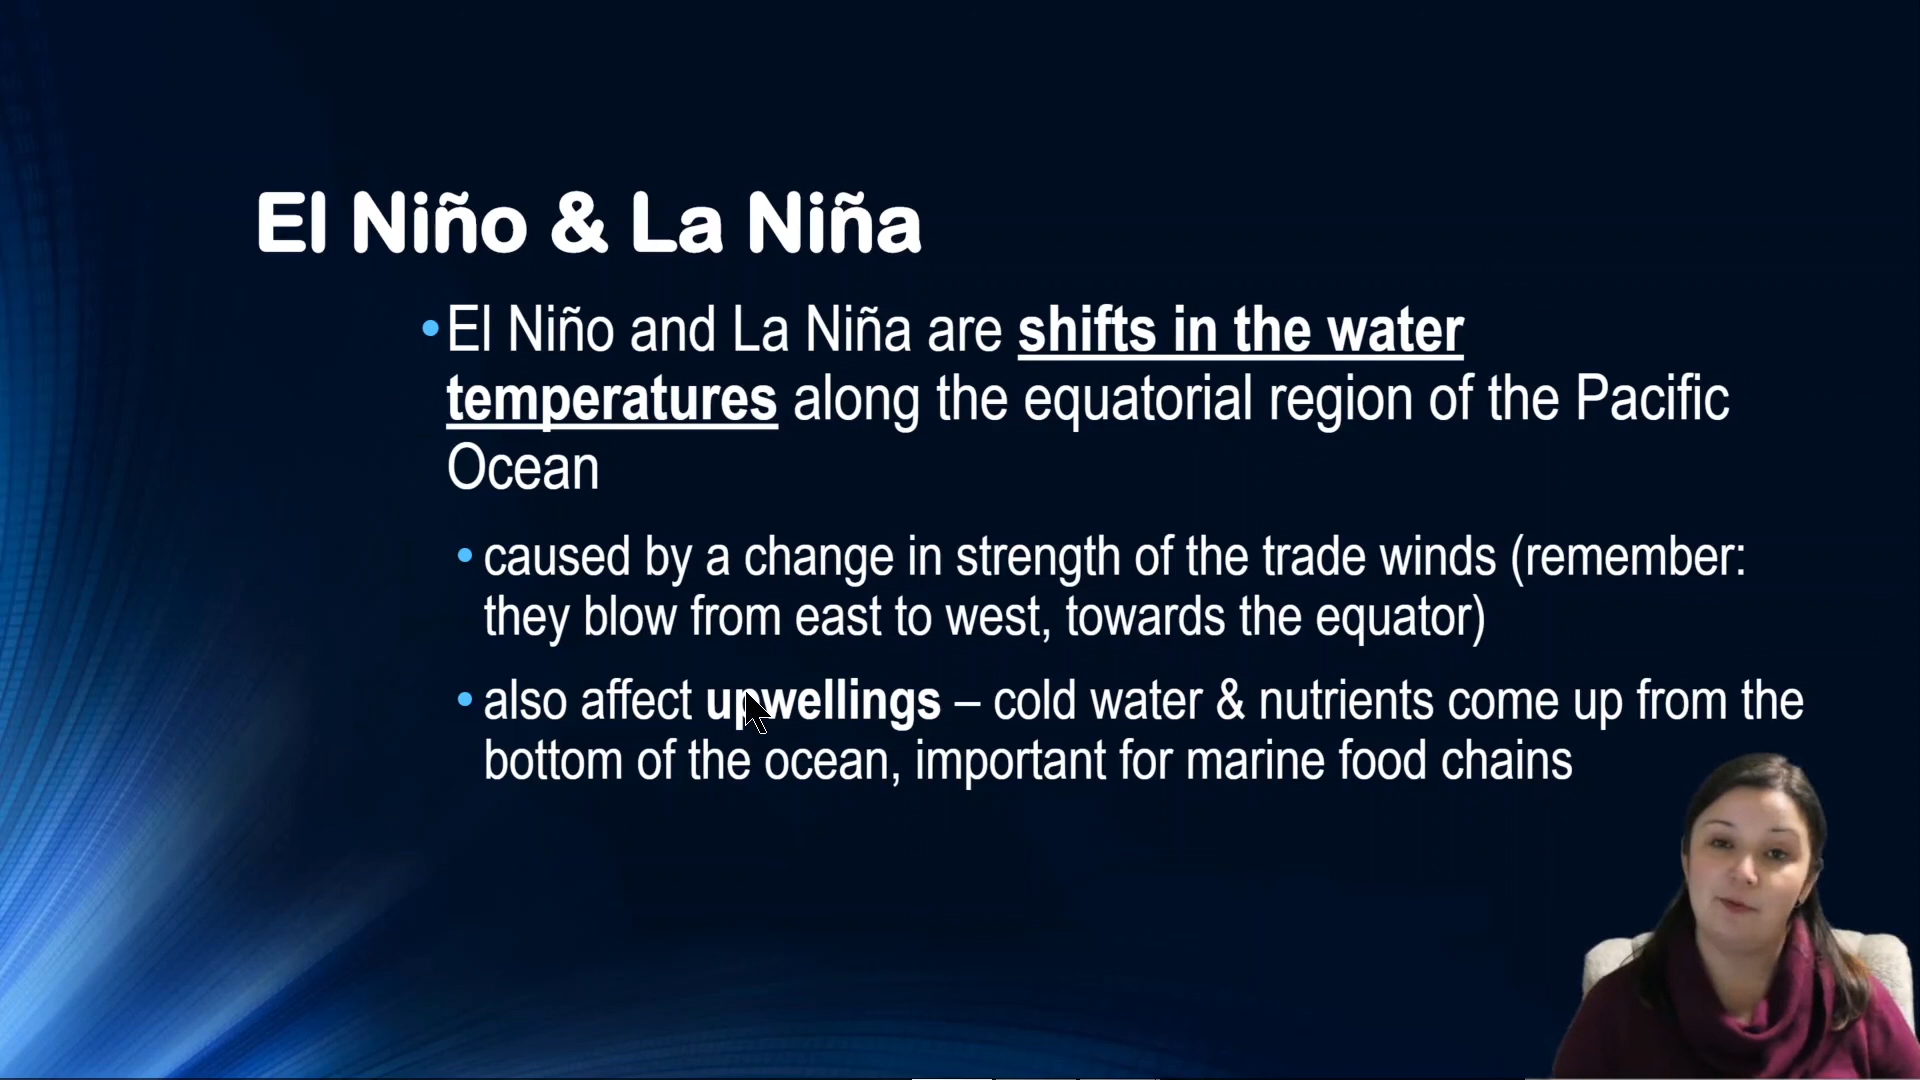 El Niño & La Niña
•El Niño and La Niña are shifts in the water
temperatures along the equatorial region of the Pacific
Ocean
• caused by a change in strength of the trade winds (remember:
they blow from east to west, towards the equator)
• also affect upwellings – cold water & nutrients come up from the
bottom of the ocean, important for marine food chains